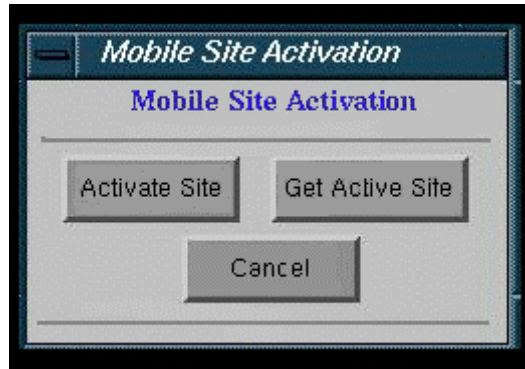 Mobile Site Activation
Mobile Site Activation
Activate Site
Get Active Site
Cancel